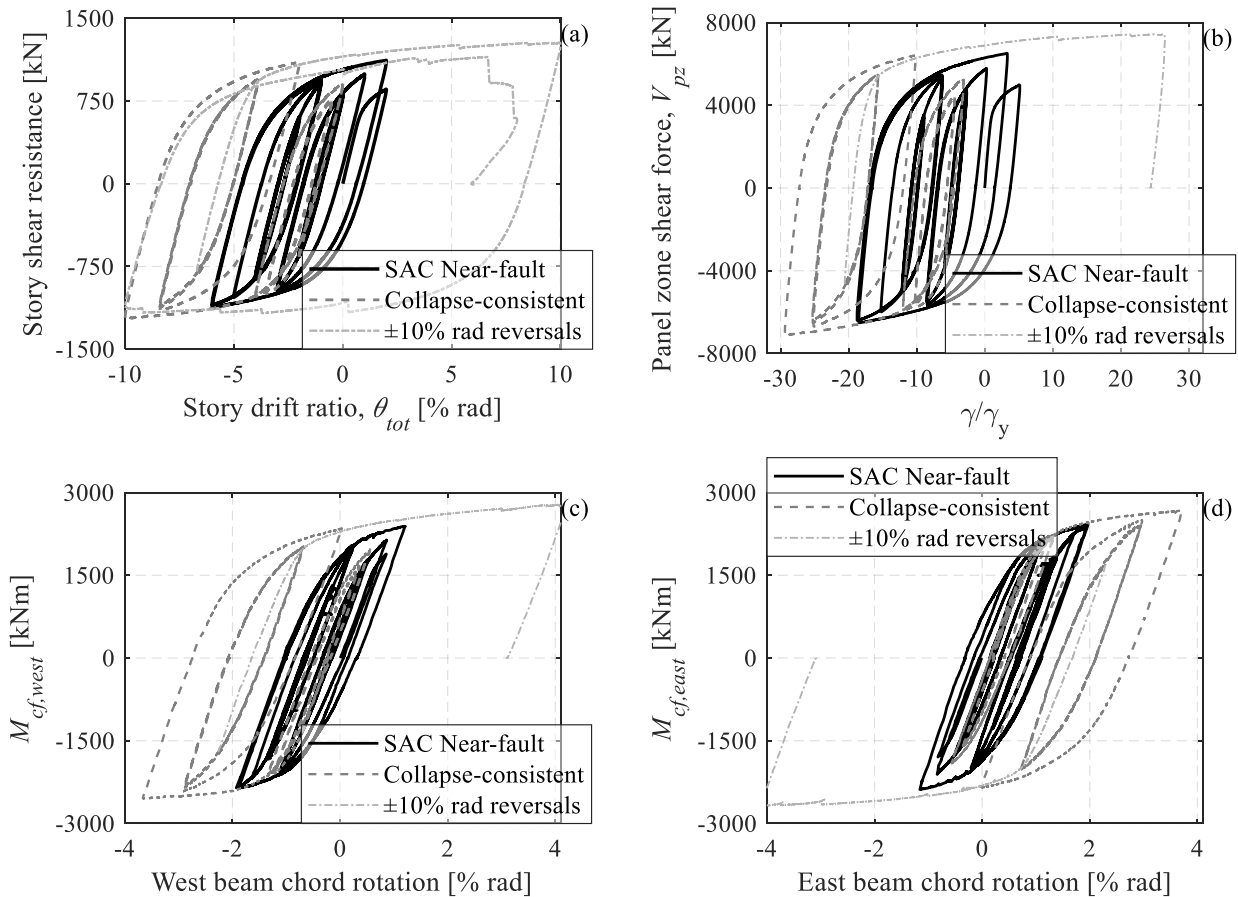 1500
750
0
-750
-1500
Story shear resistance [kN]
(a)
SAC Near-fault
Collapse-consistent
±10% rad reversals
-10
-5
0
5
10
Story drift ratio, θtot [% rad]
8000
4000
0
-4000
-8000
Panel zone shear force, Vpz [kN]
(b)
SAC Near-fault
Collapse-consistent
±10% rad reversals
-30
-20
-10
0
10
20
30
γ/γy
3000
1500
0
-1500
-3000
Mcf,west [kNm]
(c)
SAC Near-fault
Collapse-consistent
±10% rad reversals
-4
-2
0
2
4
West beam chord rotation [% rad]
SAC Near-fault
Collapse-consistent
±10% rad reversals
3000
1500
0
-1500
-3000
Mcf,east [kNm]
(d)
-4
-2
0
2
4
East beam chord rotation [% rad]